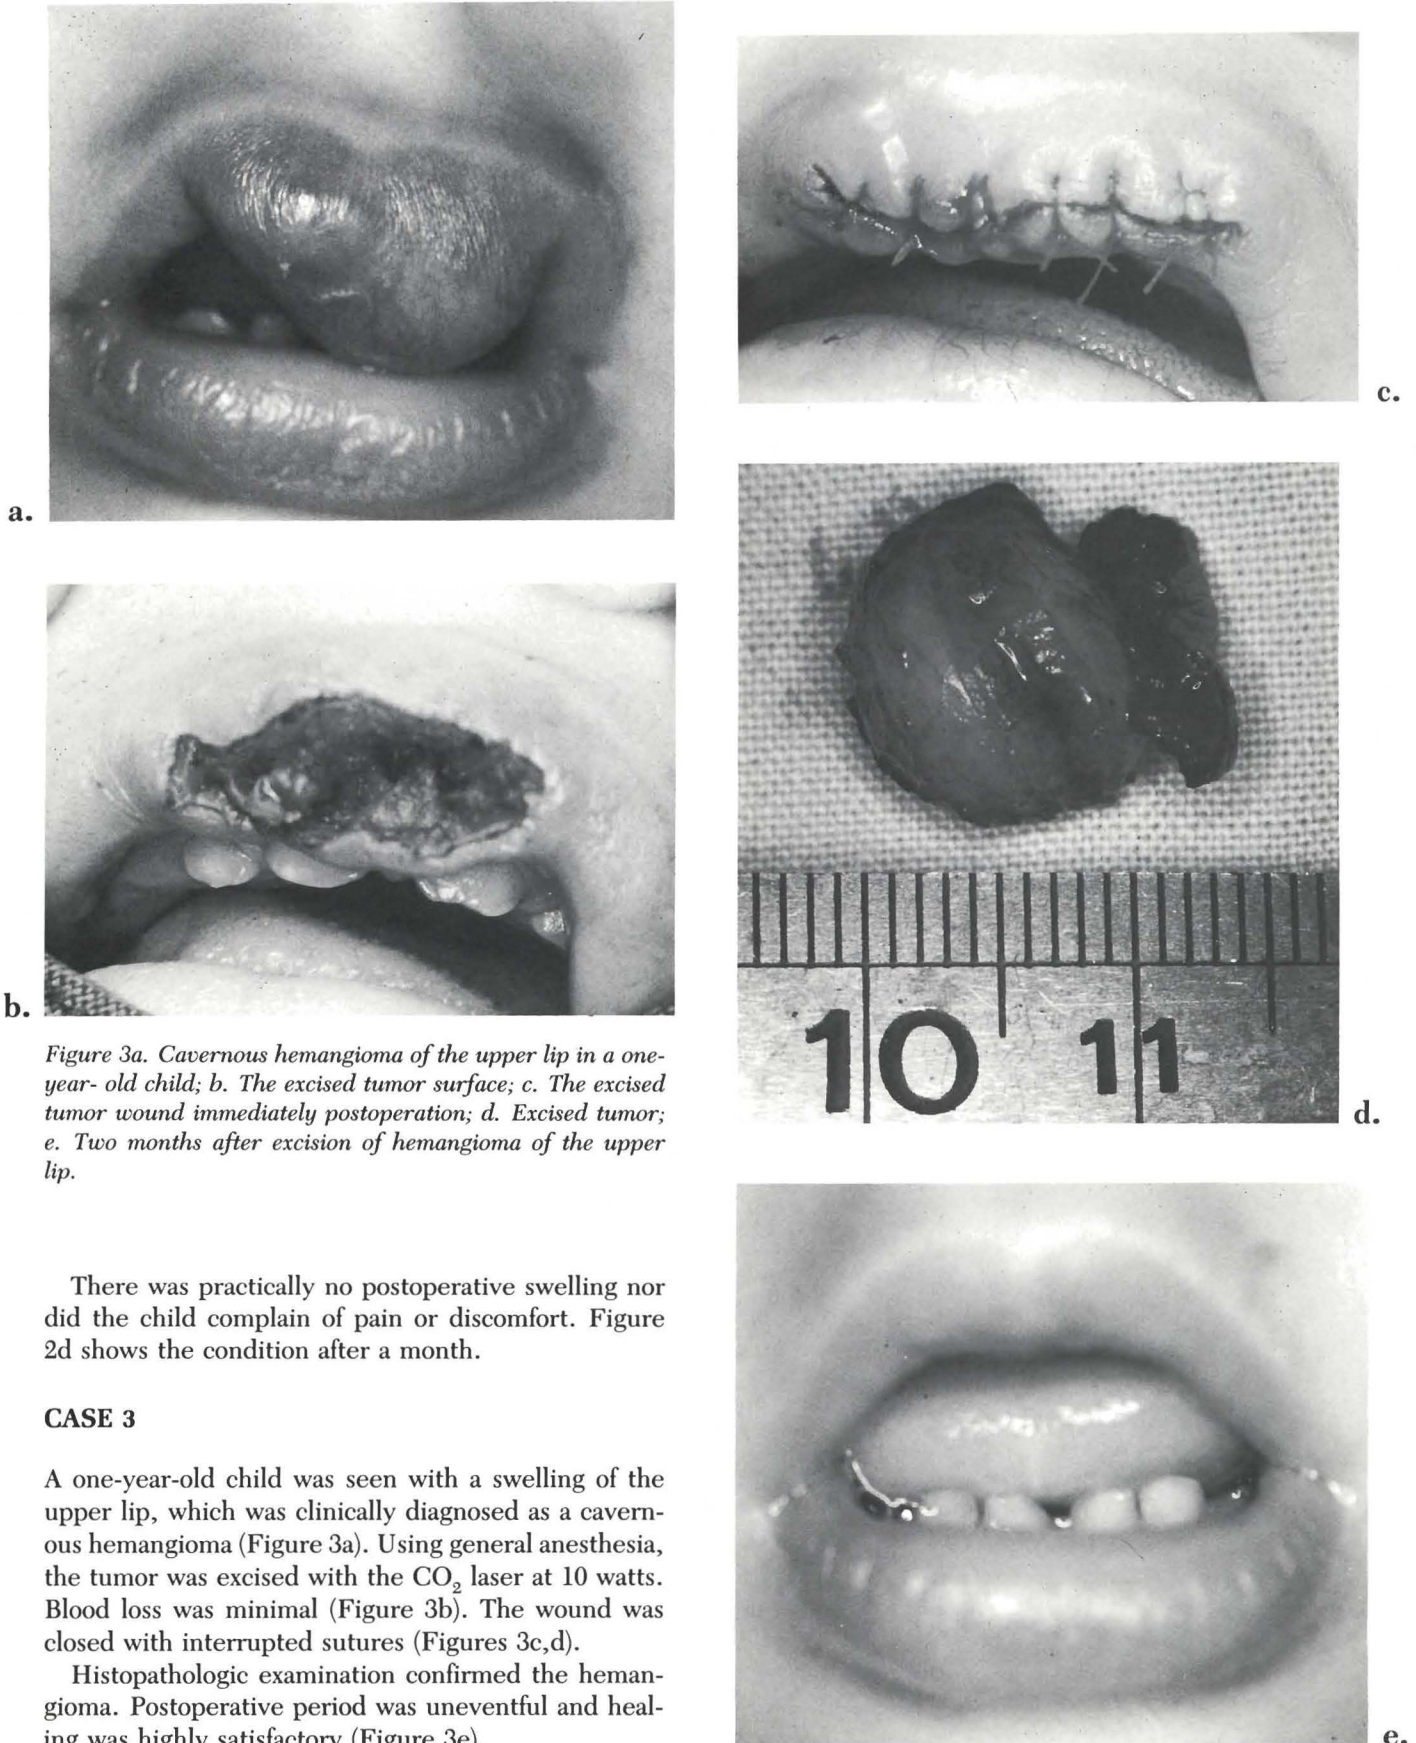 a.
b.
Figure 3a. Cavernous hemangioma of the upper lip in a one-
year- old child; b. The excised tumor surface; c. The excised
tumor wound immediately postoperation; d. Excised tumor;
e. Two months after excision of hemangioma of the upper
lip.
There was practically no postoperative swelling nor
did the child complain of pain or discomfort. Figure
2d shows the condition after a month.
CASE 3
A one-year-old child was seen with a swelling of the
upper lip, which was clinically diagnosed as a cavern-
ous hemangioma (Figure 3a). Using general anesthesia,
the tumor was excised with the CO₂ laser at 10 watts.
Blood loss was minimal (Figure 3b). The wound was
closed with interrupted sutures (Figures 3c,d).
Histopathologic examination confirmed the heman-
gioma. Postoperative period was uneventful and heal-
ing was highly satisfactory (Figure 3e)
c.
10 11
d.
e.